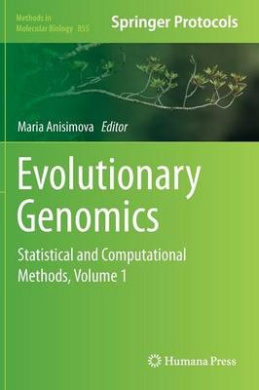 Methods in
Molecular Biology 855
Springer Protocols
Maria Anisimova Editor
Evolutionary
Genomics
Statistical and Computational
Methods, Volume 1
Humana Press